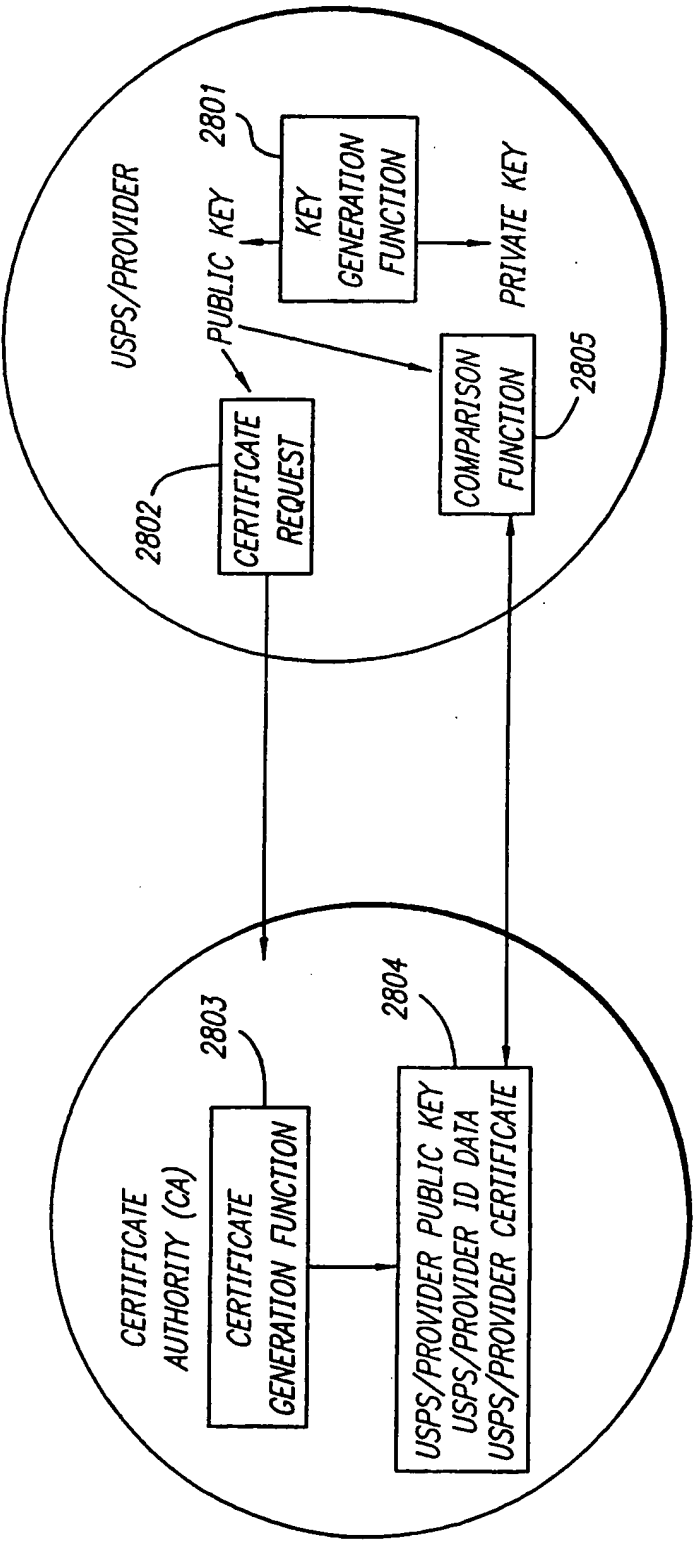 CERTIFICATE
AUTHORITY (CA)
2803
CERTIFICATE
GENERATION FUNCTION
2804
USPS/PROVIDER PUBLIC KEY
USPS/PROVIDER ID DATA
USPS/PROVIDER CERTIFICATE
USPS/PROVIDER
2802
CERTIFICATE
REQUEST
PUBLIC KEY
2801
KEY
GENERATION
FUNCTION
PRIVATE KEY
COMPARISON
FUNCTION
2805